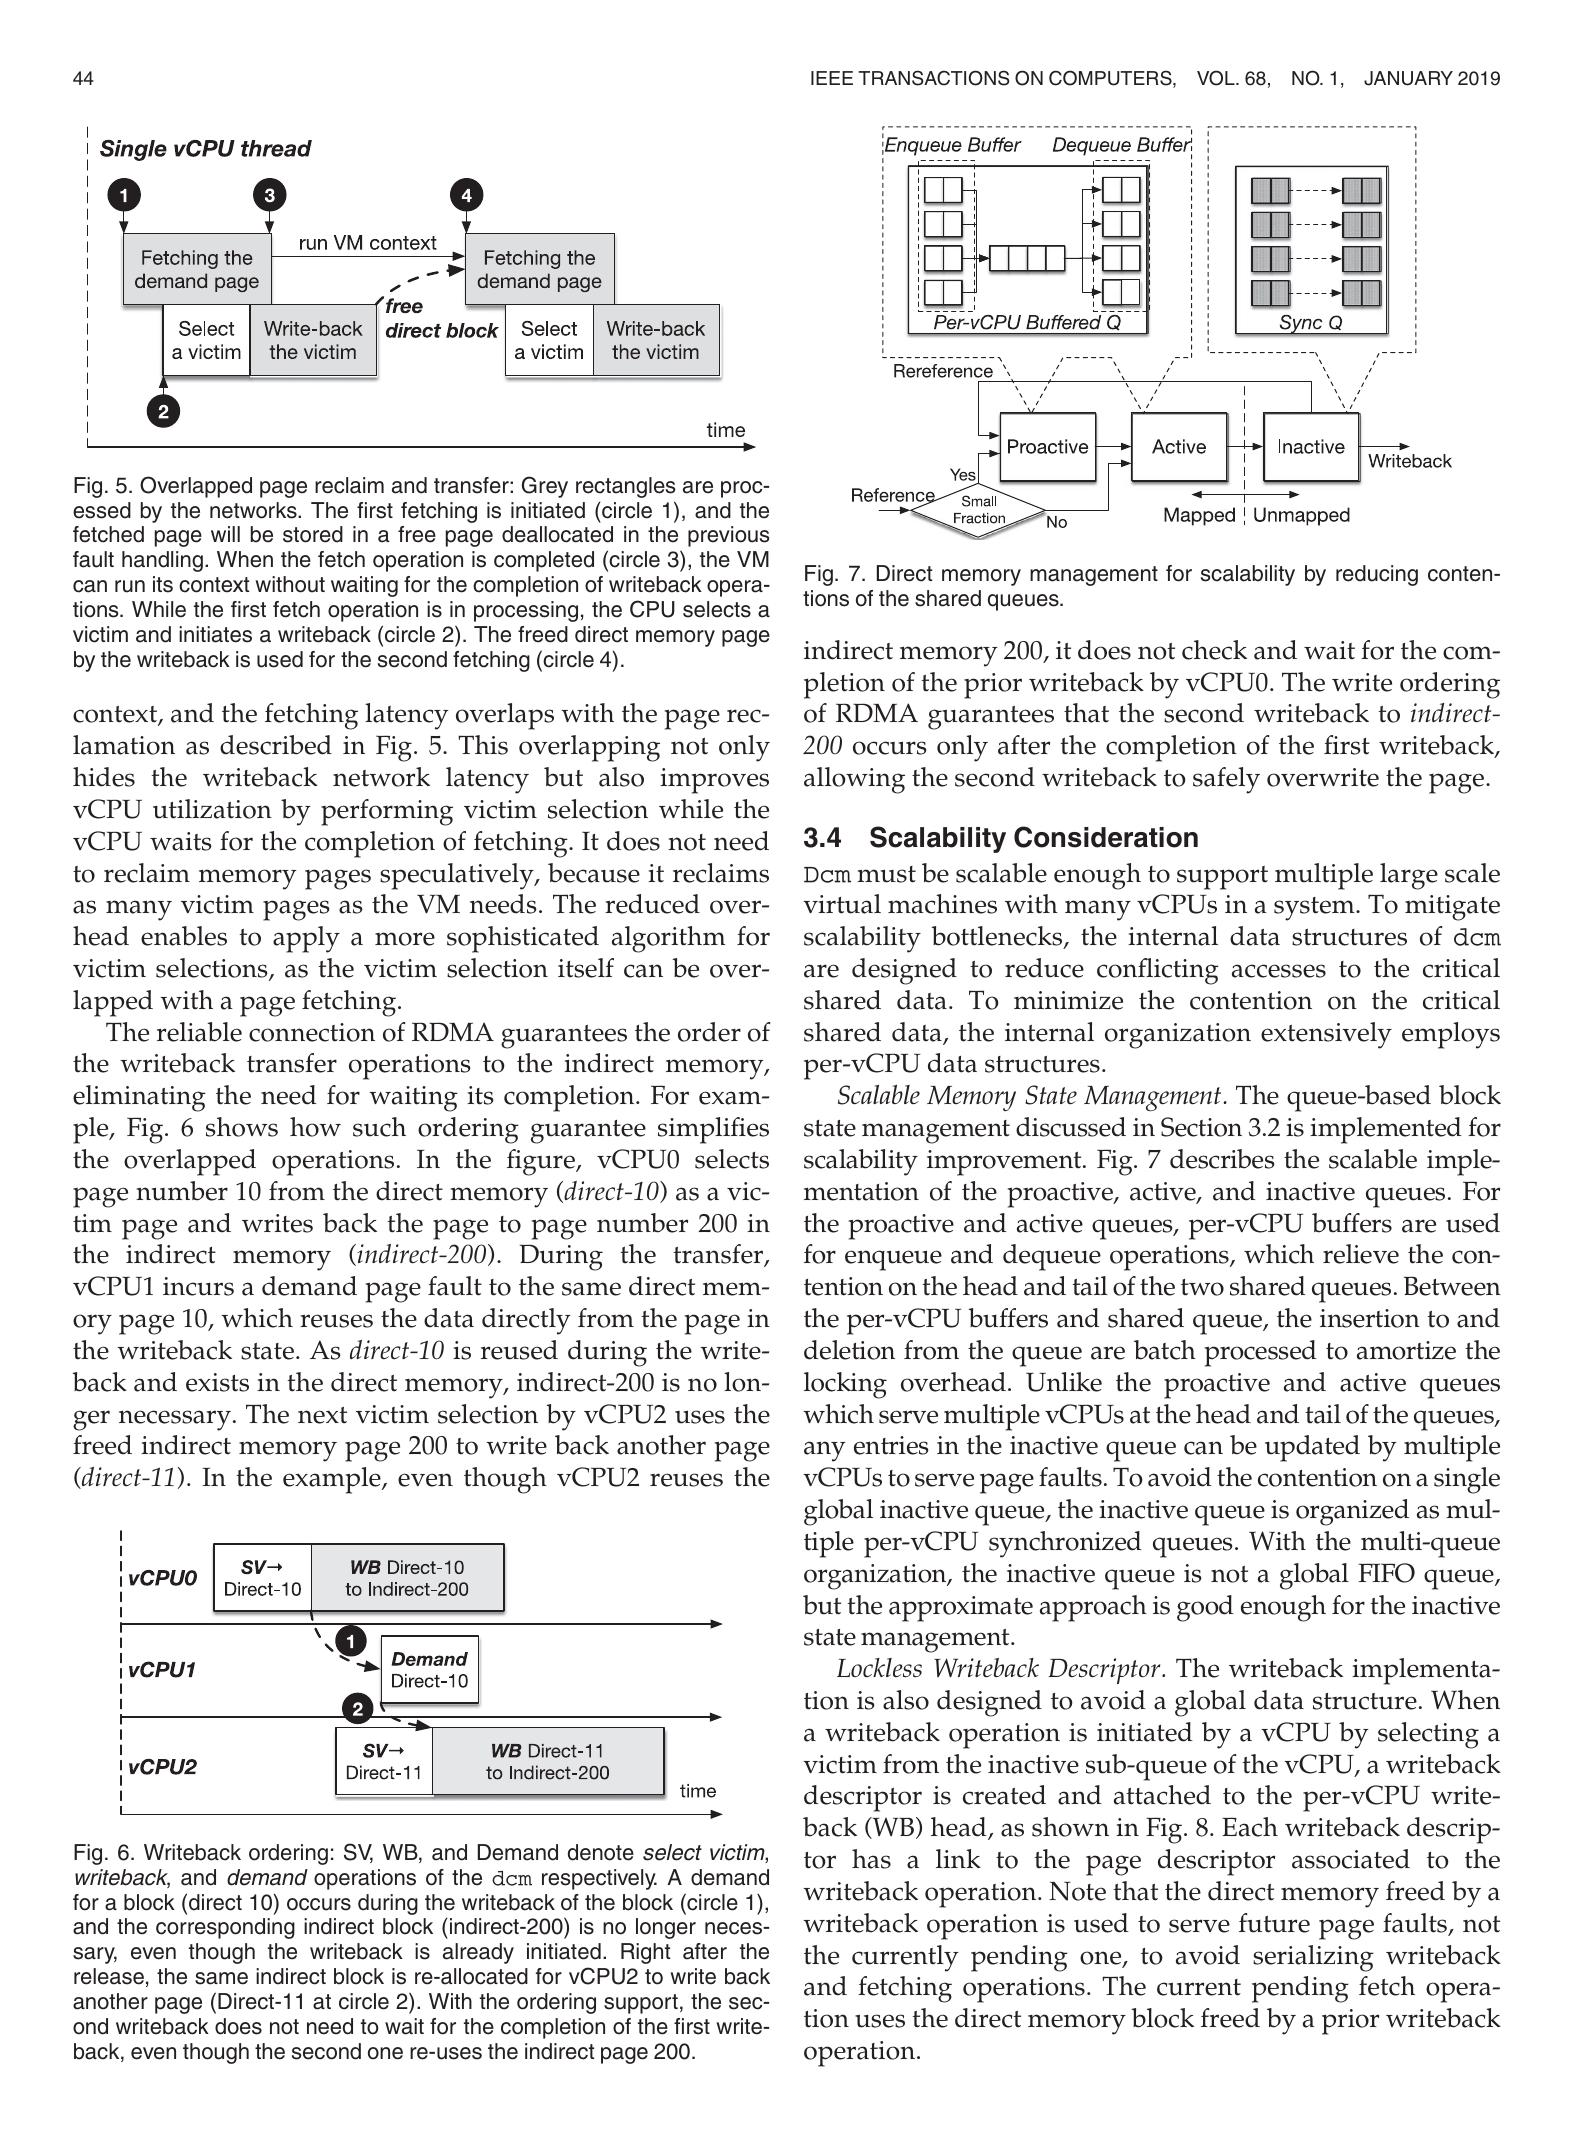 44
IEEE TRANSACTIONS ON COMPUTERS, VOL. 68, NO. 1, JANUARY 2019
Single vCPU thread
1
3
4
Fetching the
demand page
run VM context
Fetching the
demand page
free
direct block
Select
a victim
Write-back
the victim
Select
a victim
Write-back
the victim
2
time
Fig. 5. Overlapped page reclaim and transfer: Grey rectangles are proc-
essed by the networks. The first fetching is initiated (circle 1), and the
fetched page will be stored in a free page deallocated in the previous
fault handling. When the fetch operation is completed (circle 3), the VM
can run its context without waiting for the completion of writeback opera-
tions. While the first fetch operation is in processing, the CPU selects a
victim and initiates a writeback (circle 2). The freed direct memory page
by the writeback is used for the second fetching (circle 4).
context, and the fetching latency overlaps with the page rec-
lamation as described in Fig. 5. This overlapping not only
hides the writeback network latency but also improves
vCPU utilization by performing victim selection while the
vCPU waits for the completion of fetching. It does not need
to reclaim memory pages speculatively, because it reclaims
as many victim pages as the VM needs. The reduced over-
head enables to apply a more sophisticated algorithm for
victim selections, as the victim selection itself can be over-
lapped with a page fetching.
The reliable connection of RDMA guarantees the order of
the writeback transfer operations to the indirect memory,
eliminating the need for waiting its completion. For exam-
ple, Fig. 6 shows how such ordering guarantee simplifies
the overlapped operations. In the figure, vCPU0 selects
page number 10 from the direct memory (direct-10) as a vic-
tim page and writes back the page to page number 200 in
the indirect memory (indirect-200). During the transfer,
vCPU1 incurs a demand page fault to the same direct mem-
ory page 10, which reuses the data directly from the page in
the writeback state. As direct-10 is reused during the write-
back and exists in the direct memory, indirect-200 is no lon-
ger necessary. The next victim selection by vCPU2 uses the
freed indirect memory page 200 to write back another page
(direct-11). In the example, even though vCPU2 reuses the
vCPU0
SV→
Direct-10
WB Direct-10
to Indirect-200
1
vCPU1
Demand
Direct-10
2
vCPU2
SV→
Direct-11
WB Direct-11
to Indirect-200
time
Fig. 6. Writeback ordering: SV, WB, and Demand denote select victim,
writeback, and demand operations of the dcm respectively. A demand
for a block (direct 10) occurs during the writeback of the block (circle 1),
and the corresponding indirect block (indirect-200) is no longer neces-
sary, even though the writeback is already initiated. Right after the
release, the same indirect block is re-allocated for vCPU2 to write back
another page (Direct-11 at circle 2). With the ordering support, the sec-
ond writeback does not need to wait for the completion of the first write-
back, even though the second one re-uses the indirect page 200.
Enqueue Buffer
Dequeue Buffer
Per-vCPU Buffered Q
Sync Q
Rereference
Proactive
Active
Inactive
Writeback
Yes
Reference
Small
Fraction
No
Mapped
Unmapped
Fig. 7. Direct memory management for scalability by reducing conten-
tions of the shared queues.
indirect memory 200, it does not check and wait for the com-
pletion of the prior writeback by vCPU0. The write ordering
of RDMA guarantees that the second writeback to indirect-
200 occurs only after the completion of the first writeback,
allowing the second writeback to safely overwrite the page.
3.4 Scalability Consideration
Dcm must be scalable enough to support multiple large scale
virtual machines with many vCPUs in a system. To mitigate
scalability bottlenecks, the internal data structures of dcm
are designed to reduce conflicting accesses to the critical
shared data. To minimize the contention on the critical
shared data, the internal organization extensively employs
per-vCPU data structures.
Scalable Memory State Management. The queue-based block
state management discussed in Section 3.2 is implemented for
scalability improvement. Fig. 7 describes the scalable imple-
mentation of the proactive, active, and inactive queues. For
the proactive and active queues, per-vCPU buffers are used
for enqueue and dequeue operations, which relieve the con-
tention on the head and tail of the two shared queues. Between
the per-vCPU buffers and shared queue, the insertion to and
deletion from the queue are batch processed to amortize the
locking overhead. Unlike the proactive and active queues
which serve multiple vCPUs at the head and tail of the queues,
any entries in the inactive queue can be updated by multiple
vCPUs to serve page faults. To avoid the contention on a single
global inactive queue, the inactive queue is organized as mul-
tiple per-vCPU synchronized queues. With the multi-queue
organization, the inactive queue is not a global FIFO queue,
but the approximate approach is good enough for the inactive
state management.
Lockless Writeback Descriptor. The writeback implementa-
tion is also designed to avoid a global data structure. When
a writeback operation is initiated by a vCPU by selecting a
victim from the inactive sub-queue of the vCPU, a writeback
descriptor is created and attached to the per-vCPU write-
back (WB) head, as shown in Fig. 8. Each writeback descrip-
tor has a link to the page descriptor associated to the
writeback operation. Note that the direct memory freed by a
writeback operation is used to serve future page faults, not
the currently pending one, to avoid serializing writeback
and fetching operations. The current pending fetch opera-
tion uses the direct memory block freed by a prior writeback
operation.